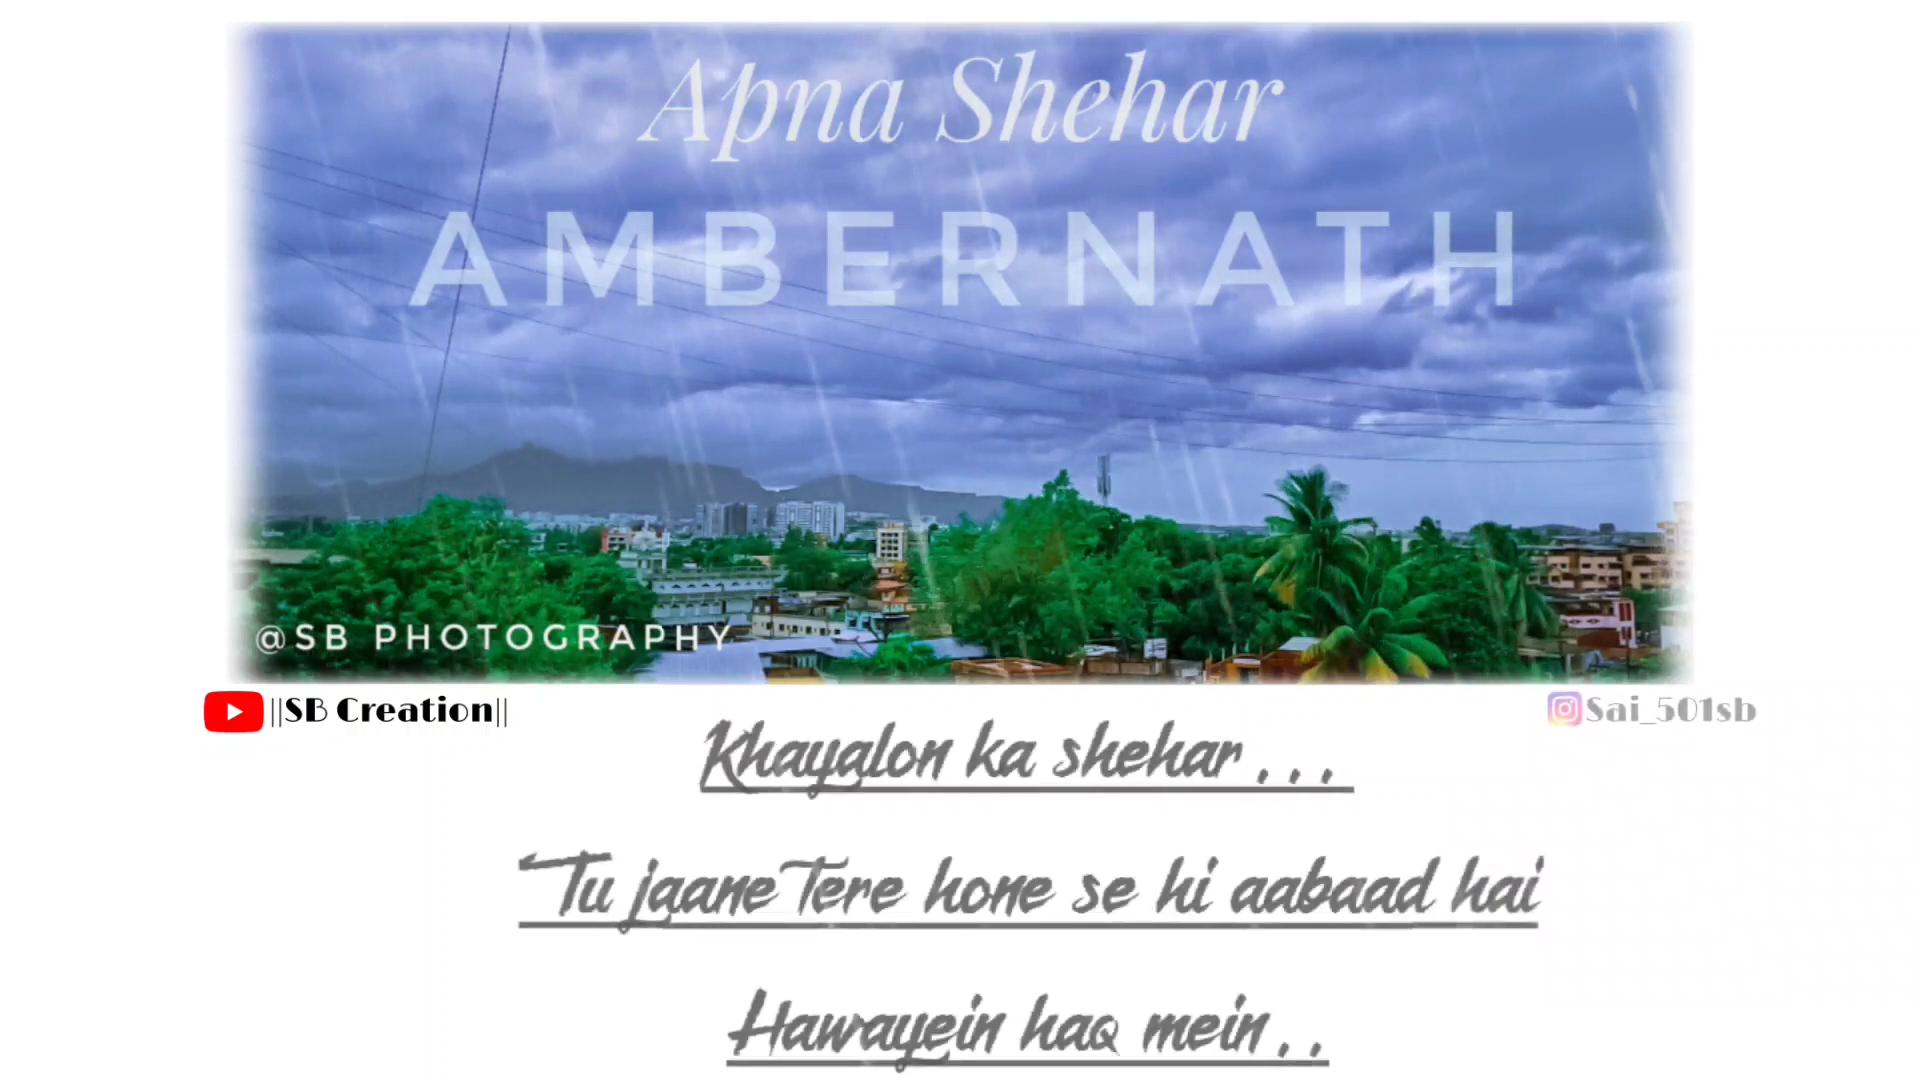 Apna Shehar
AMBERNATH
@SB PHOTOGRAPHY
||SB Creation||
Sai_501sb
Khayalon ka shehar . . .
Tu jaane Tere hone se hi aabaad hai
Hawayein haq mein . .